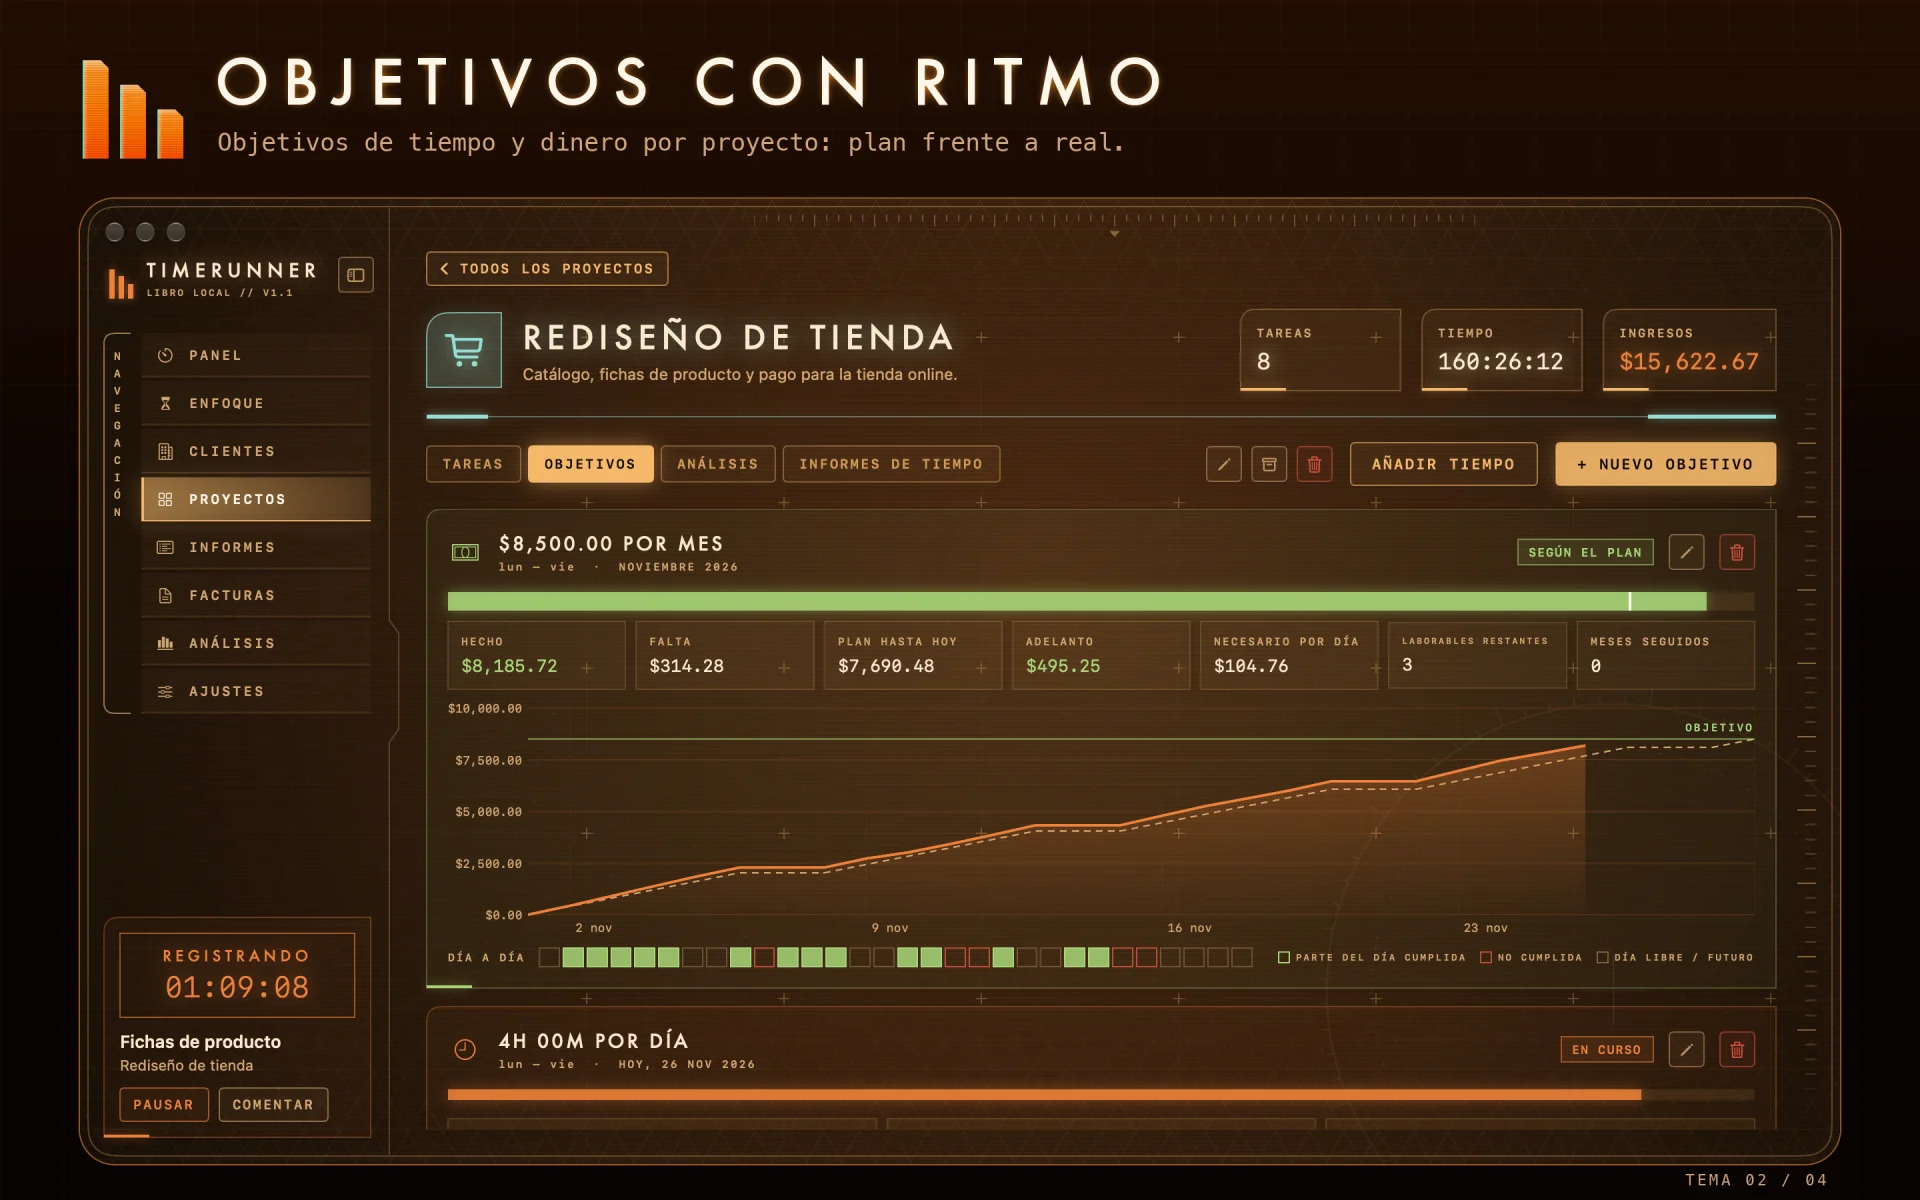 OBJETIVOS CON RITMO
Objetivos de tiempo y dinero por proyecto: plan frente a real.
TIMERUNNER
LIBRO LOCAL // V1.1
NAVEGACIÓN
PANEL
ENFOQUE
CLIENTES
PROYECTOS
INFORMES
FACTURAS
ANÁLISIS
AJUSTES
REGISTRANDO
01:09:08
Fichas de producto
Rediseño de tienda
PAUSAR COMENTAR
TODOS LOS PROYECTOS
REDISEÑO DE TIENDA
Catálogo, fichas de producto y pago para la tienda online.
TAREAS
8
TIEMPO
160:26:12
INGRESOS
$15,622.67
TAREAS OBJETIVOS ANÁLISIS INFORMES DE TIEMPO
AÑADIR TIEMPO + NUEVO OBJETIVO
$8,500.00 POR MES
lun – vie · NOVIEMBRE 2026
SEGÚN EL PLAN
HECHO
$8,185.72
FALTA
$314.28
PLAN HASTA HOY
$7,690.48
ADELANTO
$495.25
NECESARIO POR DÍA
$104.76
LABORABLES RESTANTES
3
MESES SEGUIDOS
0
$10,000.00
OBJETIVO
$7,500.00
$5,000.00
$2,500.00
$0.00
2 nov 9 nov 16 nov 23 nov
DÍA A DÍA
PARTE DEL DÍA CUMPLIDA NO CUMPLIDA DÍA LIBRE / FUTURO
4H 00M POR DÍA
lun – vie · HOY, 26 NOV 2026
EN CURSO
TEMA 02 / 04